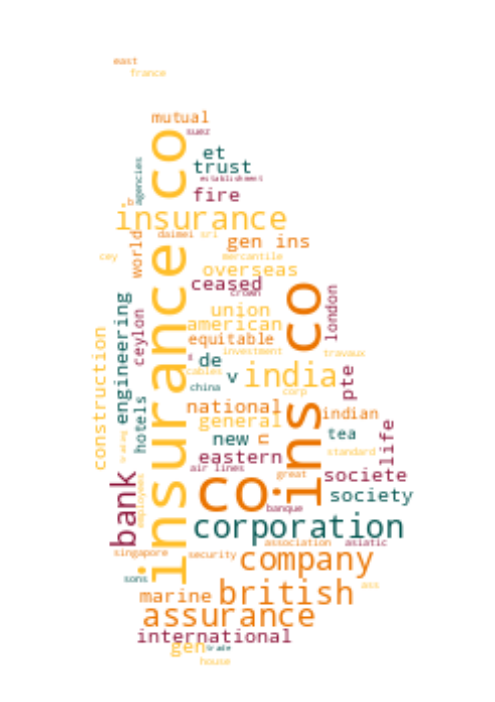 east
france
mutual
suez
co
et
trust
agencies
establishment
fire
b
insurance
daimei sri
gen ins
world
mercantile
cey
overseas
ceased
crown
insurance co
ins co
union
london
american
engineering
ceylon
equitable
construction
investment
travaux
de
cables
v
india
pte
china
corp
hotels
national
indian
general
tea
new
n
life
eastern
standard
trading
air lines
great
societe
bank
employees
co
society
banque
corporation
association
asiatic
singapore
security
company
sons
ass
marine
british
assurance
international
gen
trade
house